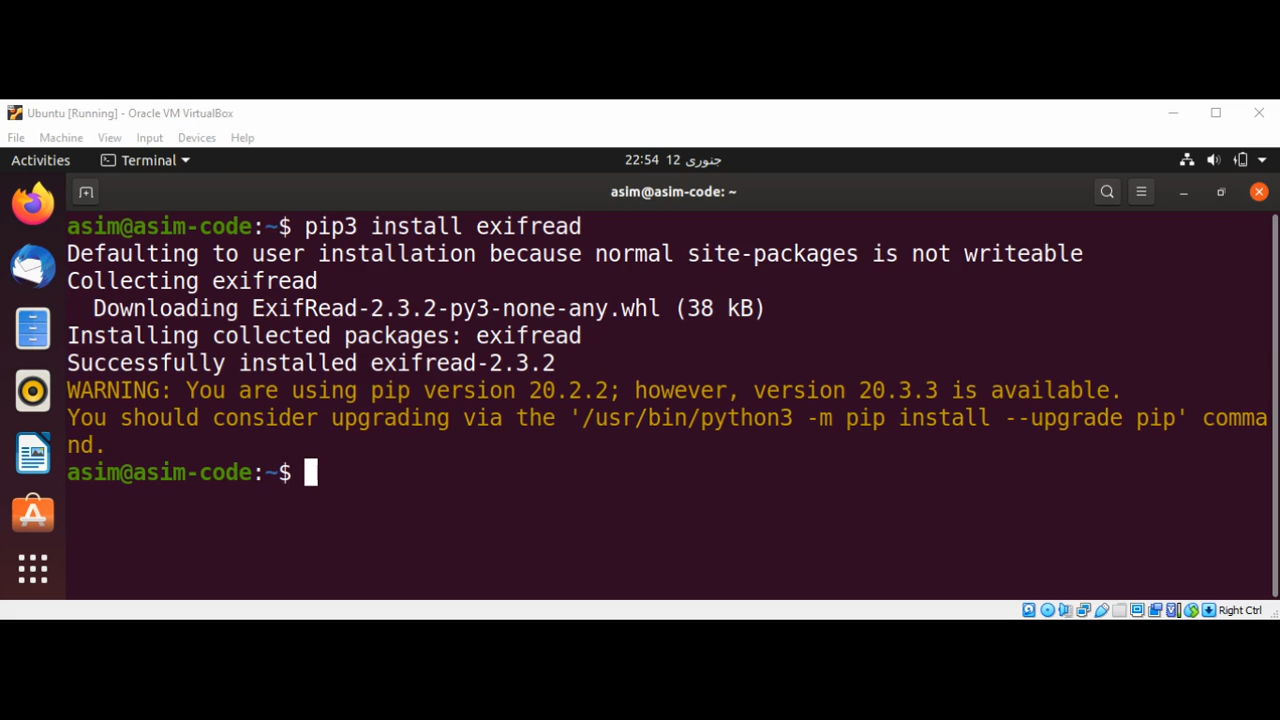 Ubuntu [Running] - Oracle VM VirtualBox
File Machine View Input Devices Help
Activities Terminal 22:54 12 جنوری
asim@asim-code: ~
asim@asim-code:~$ pip3 install exifread
Defaulting to user installation because normal site-packages is not writeable
Collecting exifread
  Downloading ExifRead-2.3.2-py3-none-any.whl (38 kB)
Installing collected packages: exifread
Successfully installed exifread-2.3.2
WARNING: You are using pip version 20.2.2; however, version 20.3.3 is available.
You should consider upgrading via the '/usr/bin/python3 -m pip install --upgrade pip' comma
nd.
asim@asim-code:~$
Right Ctrl